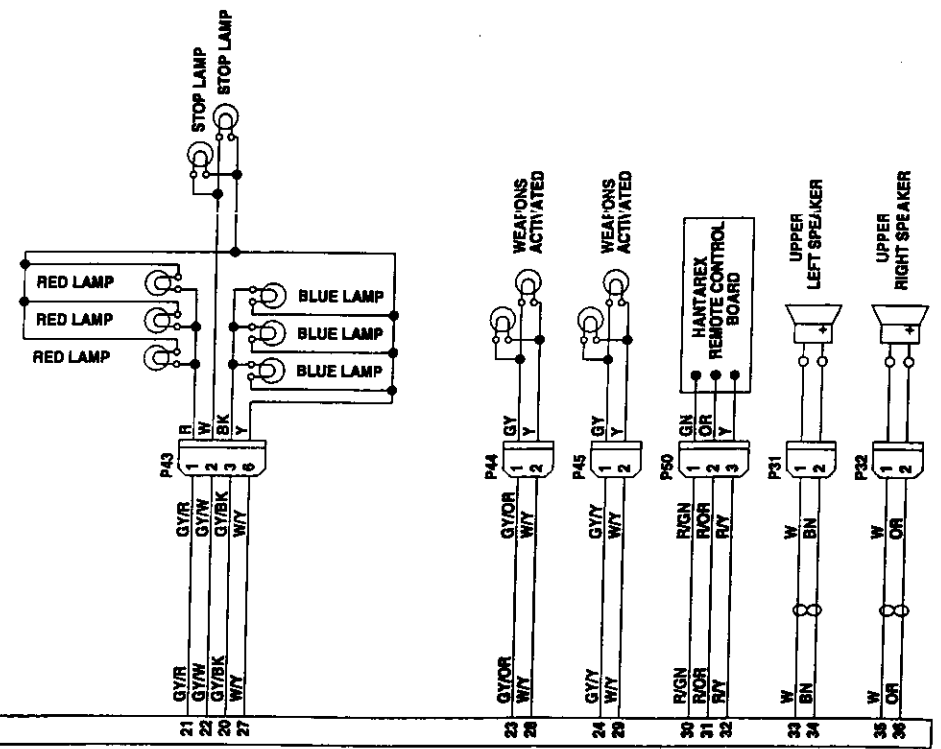 STOP LAMP
STOP LAMP
RED LAMP
RED LAMP
RED LAMP
BLUE LAMP
BLUE LAMP
BLUE LAMP
WEAPONS
ACTIVATED
WEAPONS
ACTIVATED
HANTAREX
REMOTE CONTROL
BOARD
UPPER
LEFT SPEAKER
+
UPPER
RIGHT SPEAKER
+
R
W
BK
Y
P43
1
2
3
6
GY/R
GY/W
GY/BK
W/Y
GY/R
GY/W
GY/BK
W/Y
21
22
20
27
GY
Y
P44
1
2
GY/OR
W/Y
GY/OR
W/Y
23
28
GY
Y
P45
1
2
GY/Y
W/Y
GY/Y
W/Y
24
29
GN
OR
Y
P50
1
2
3
R/GN
R/OR
R/Y
R/GN
R/OR
R/Y
30
31
32
P31
1
2
W
BN
W
BN
33
34
P32
1
2
W
OR
W
OR
35
36